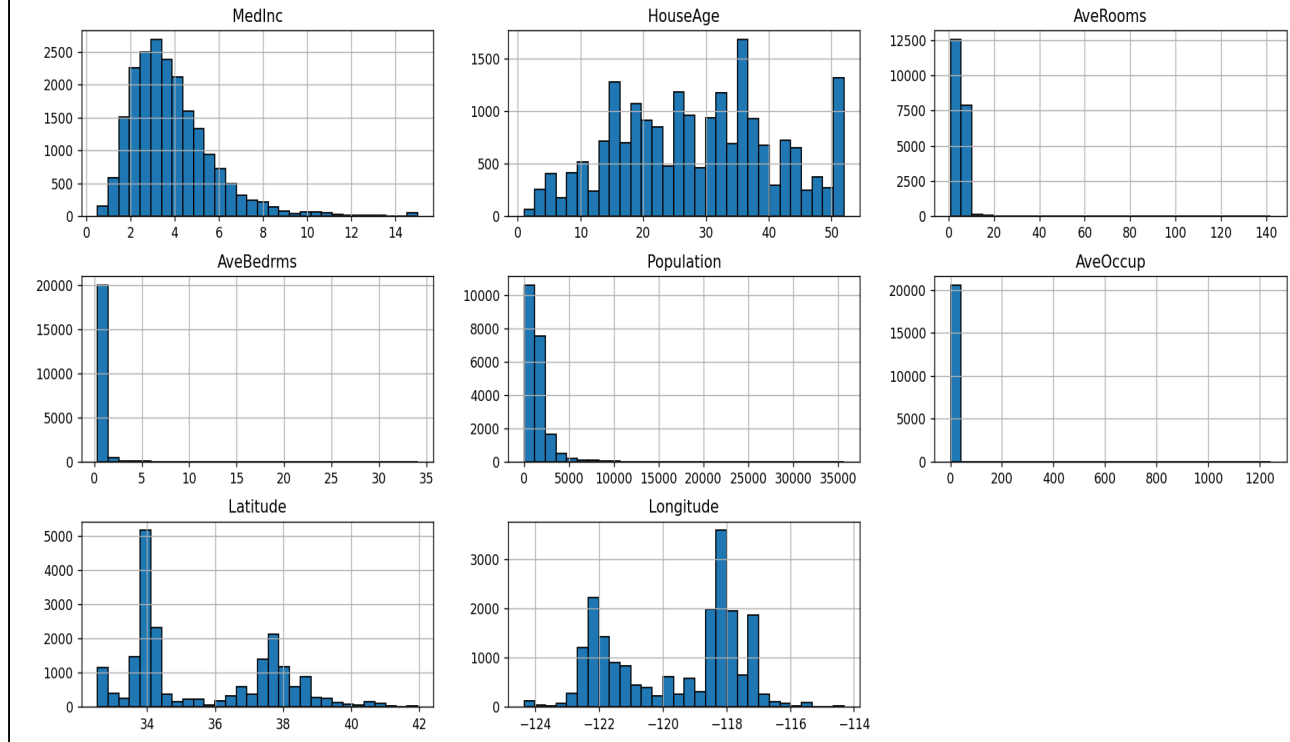 MedInc
HouseAge
AveRooms
2500
2000
1500
1000
500
0
0 2 4 6 8 10 12 14
1500
1000
500
0
0 10 20 30 40 50
12500
10000
7500
5000
2500
0
0 20 40 60 80 100 120 140
AveBedrms
Population
AveOccup
20000
15000
10000
5000
0
0 5 10 15 20 25 30 35
10000
8000
6000
4000
2000
0
0 5000 10000 15000 20000 25000 30000 35000
20000
15000
10000
5000
0
0 200 400 600 800 1000 1200
Latitude
Longitude
5000
4000
3000
2000
1000
0
34 36 38 40 42
3000
2000
1000
0
−124 −122 −120 −118 −116 −114